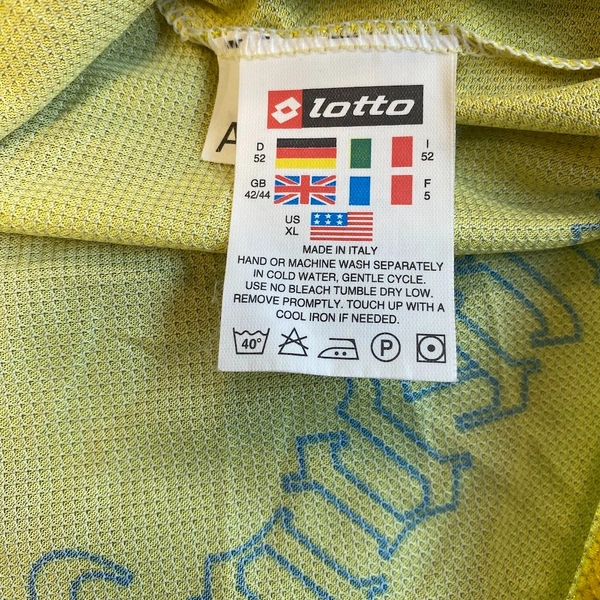 lotto
A
D
52
I
52
GB
42/44
F
5
US
XL
MADE IN ITALY
HAND OR MACHINE WASH SEPARATELY
IN COLD WATER, GENTLE CYCLE.
USE NO BLEACH TUMBLE DRY LOW.
REMOVE PROMPTLY. TOUCH UP WITH A
COOL IRON IF NEEDED.
40° P